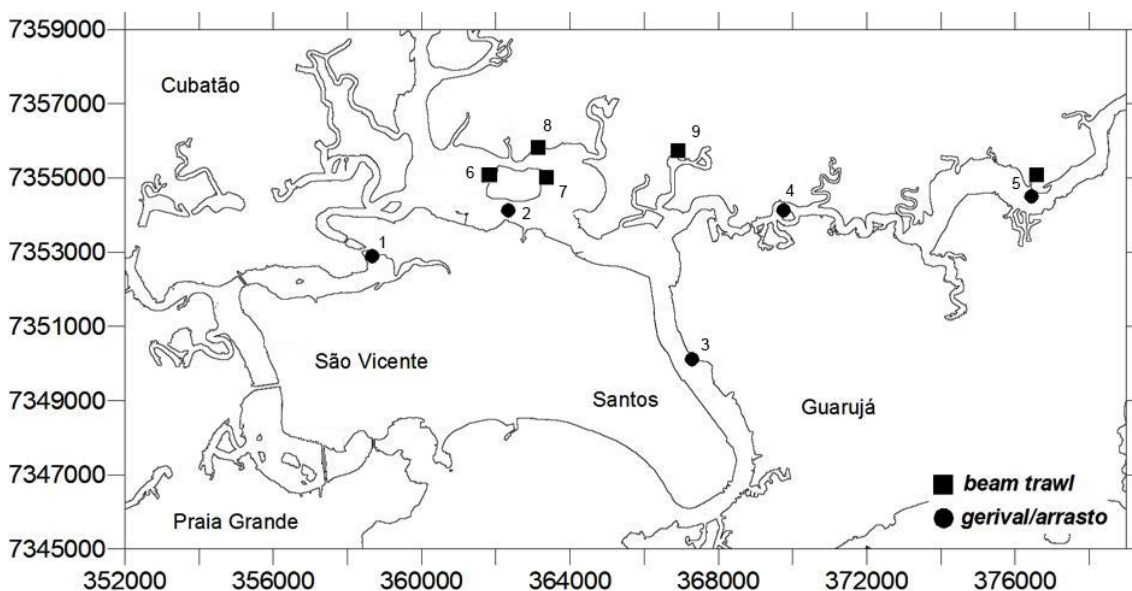 7359000
Cubatão
7357000
8
9
7355000
6
7
5
4
2
7353000
1
7351000
São Vicente
3
7349000
Santos
Guarujá
7347000
beam trawl
Praia Grande
gerival/arrasto
7345000
352000 356000 360000 364000 368000 372000 376000